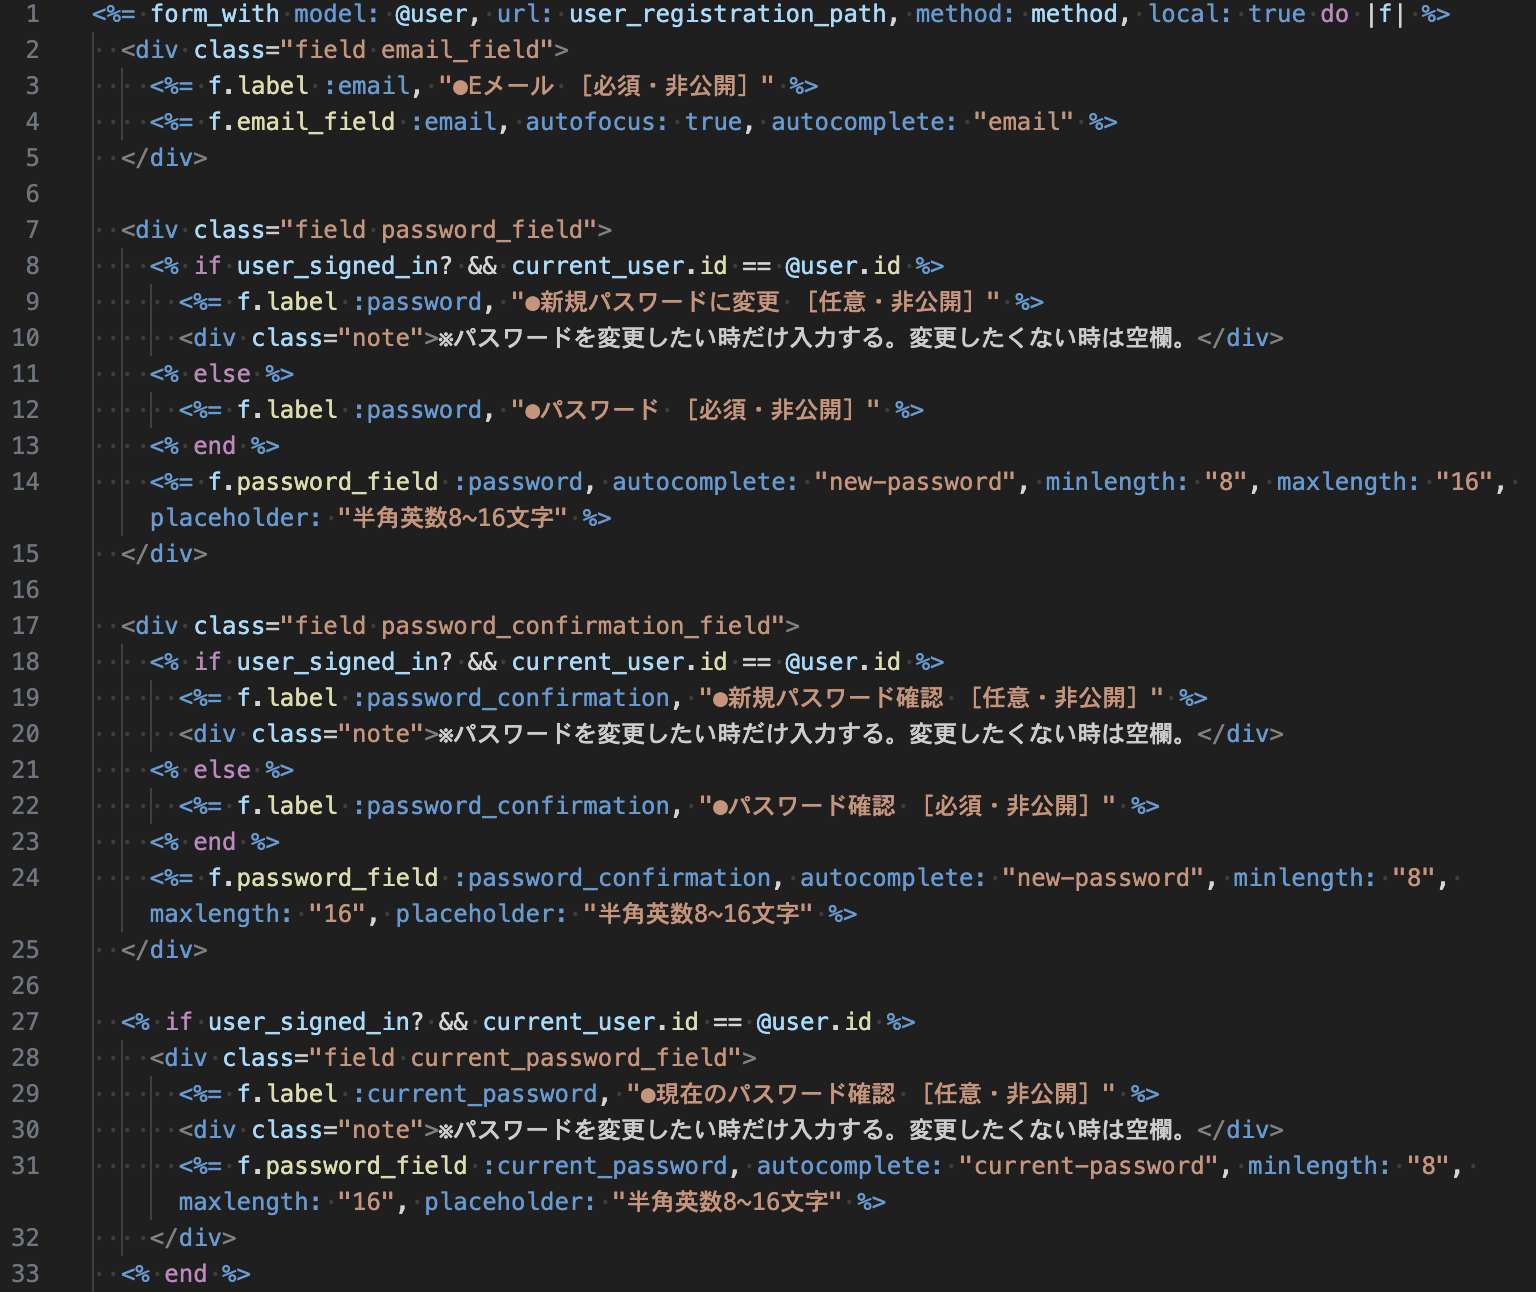 1 <%= form_with model: @user, url: user_registration_path, method: method, local: true do |f| %>
2 <div class="field email_field">
3 <%= f.label :email, "●Eメール ［必須・非公開］" %>
4 <%= f.email_field :email, autofocus: true, autocomplete: "email" %>
5 </div>
6
7 <div class="field password_field">
8 <% if user_signed_in? && current_user.id == @user.id %>
9 <%= f.label :password, "●新規パスワードに変更 ［任意・非公開］" %>
10 <div class="note">※パスワードを変更したい時だけ入力する。変更したくない時は空欄。</div>
11 <% else %>
12 <%= f.label :password, "●パスワード ［必須・非公開］" %>
13 <% end %>
14 <%= f.password_field :password, autocomplete: "new-password", minlength: "8", maxlength: "16",
placeholder: "半角英数8~16文字" %>
15 </div>
16
17 <div class="field password_confirmation_field">
18 <% if user_signed_in? && current_user.id == @user.id %>
19 <%= f.label :password_confirmation, "●新規パスワード確認 ［任意・非公開］" %>
20 <div class="note">※パスワードを変更したい時だけ入力する。変更したくない時は空欄。</div>
21 <% else %>
22 <%= f.label :password_confirmation, "●パスワード確認 ［必須・非公開］" %>
23 <% end %>
24 <%= f.password_field :password_confirmation, autocomplete: "new-password", minlength: "8",
maxlength: "16", placeholder: "半角英数8~16文字" %>
25 </div>
26
27 <% if user_signed_in? && current_user.id == @user.id %>
28 <div class="field current_password_field">
29 <%= f.label :current_password, "●現在のパスワード確認 ［任意・非公開］" %>
30 <div class="note">※パスワードを変更したい時だけ入力する。変更したくない時は空欄。</div>
31 <%= f.password_field :current_password, autocomplete: "current-password", minlength: "8",
maxlength: "16", placeholder: "半角英数8~16文字" %>
32 </div>
33 <% end %>